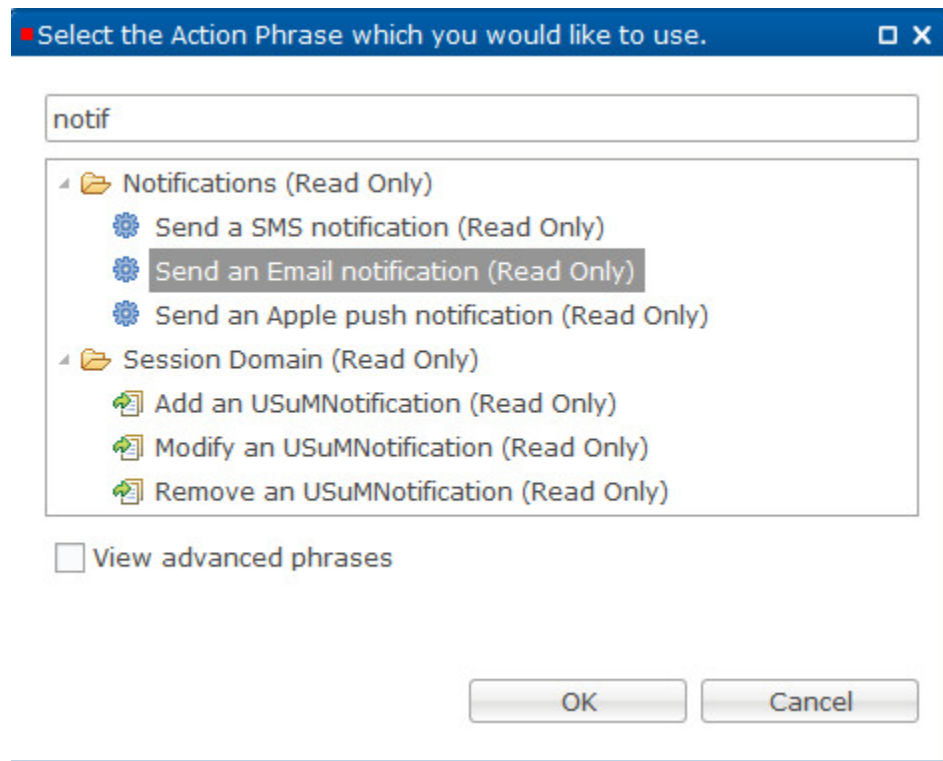 Select the Action Phrase which you would like to use.
notif
Notifications (Read Only)
Send a SMS notification (Read Only)
Send an Email notification (Read Only)
Send an Apple push notification (Read Only)
Session Domain (Read Only)
Add an USuMNotification (Read Only)
Modify an USuMNotification (Read Only)
Remove an USuMNotification (Read Only)
View advanced phrases
OK Cancel